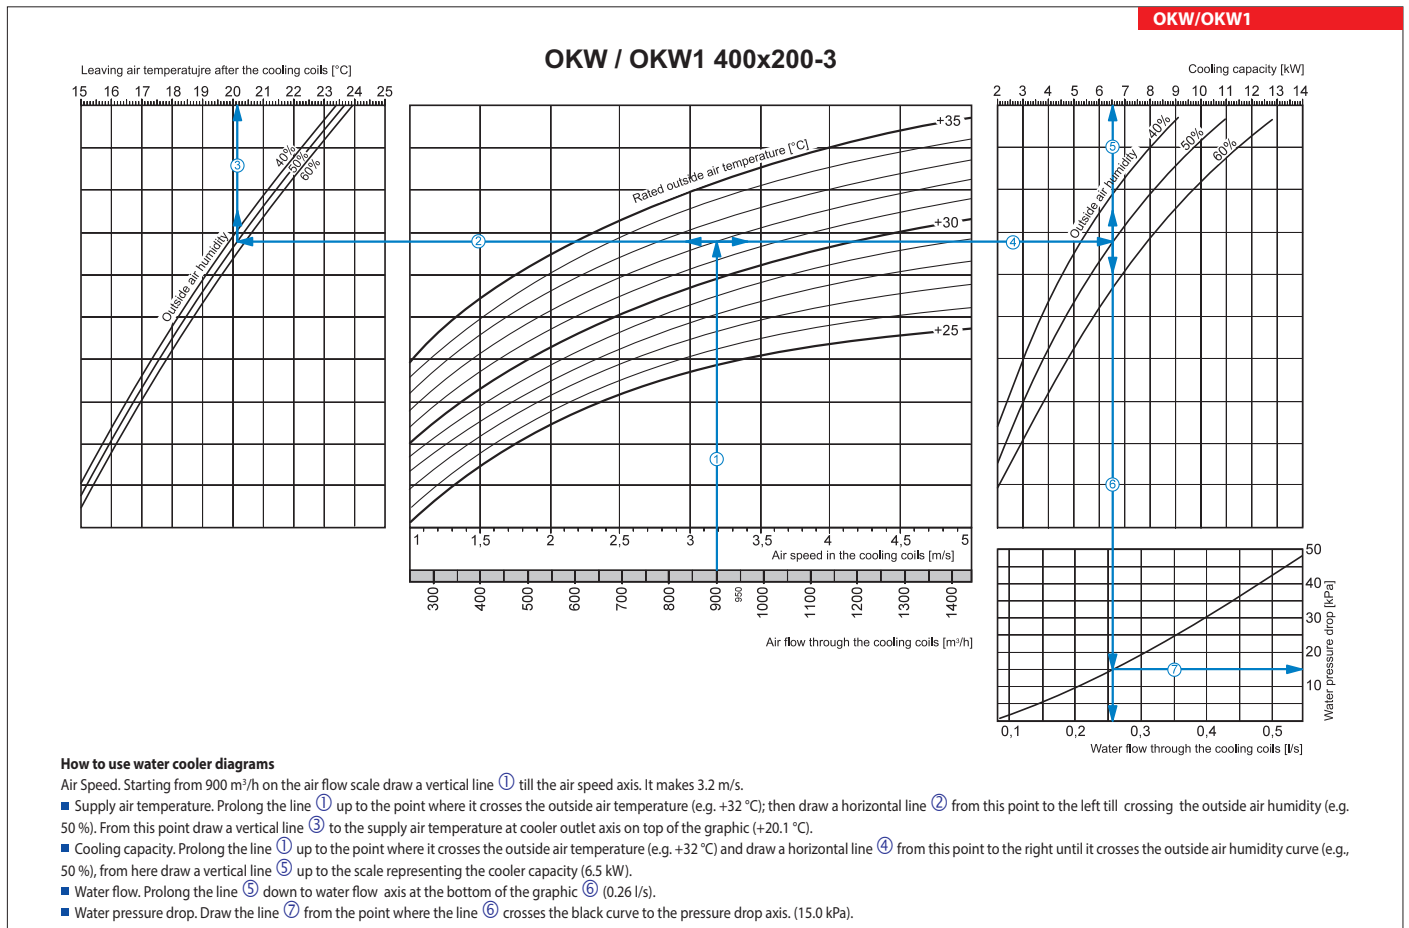 OKW/OKW1
OKW / OKW1 400x200-3
Leaving air temperatujre after the cooling coils [°C]
15 16 17 18 19 20 21 22 23 24 25
40%
50%
60%
Outside air humidity
3
2
Rated outside air temperature [°C]
+35
+30
+25
1
1 1,5 2 2,5 3 3,5 4 4,5 5
Air speed in the cooling coils [m/s]
300 400 500 600 700 800 900 950 1000 1100 1200 1300 1400
Air flow through the cooling coils [m³/h]
Cooling capacity [kW]
2 3 4 5 6 7 8 9 10 11 12 13 14
40%
50%
60%
Outside air humidity
5
4
6
50
40
30
20
10
Water pressure drop [kPa]
7
0,1 0,2 0,3 0,4 0,5
Water flow through the cooling coils [l/s]
How to use water cooler diagrams
Air Speed. Starting from 900 m³/h on the air flow scale draw a vertical line ① till the air speed axis. It makes 3.2 m/s.
■ Supply air temperature. Prolong the line ① up to the point where it crosses the outside air temperature (e.g. +32 °C); then draw a horizontal line ② from this point to the left till crossing the outside air humidity (e.g.
50 %). From this point draw a vertical line ③ to the supply air temperature at cooler outlet axis on top of the graphic (+20.1 °C).
■ Cooling capacity. Prolong the line ① up to the point where it crosses the outside air temperature (e.g. +32 °C) and draw a horizontal line ④ from this point to the right until it crosses the outside air humidity curve (e.g.,
50 %), from here draw a vertical line ⑤ up to the scale representing the cooler capacity (6.5 kW).
■ Water flow. Prolong the line ⑤ down to water flow axis at the bottom of the graphic ⑥ (0.26 l/s).
■ Water pressure drop. Draw the line ⑦ from the point where the line ⑥ crosses the black curve to the pressure drop axis. (15.0 kPa).